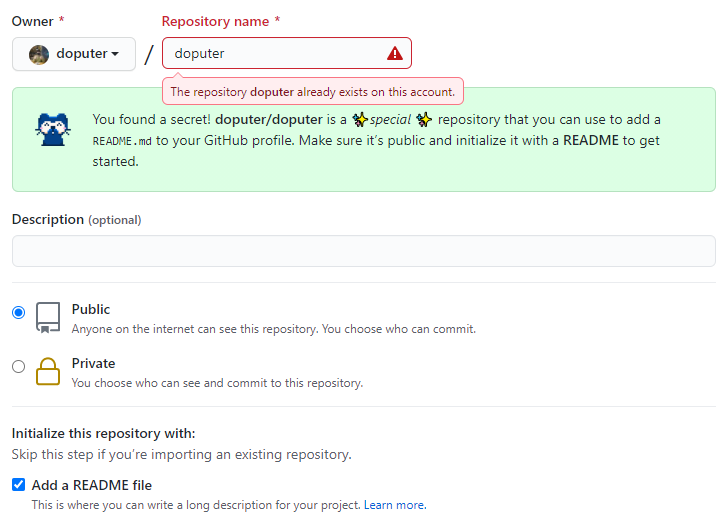 Owner * Repository name *
doputer / doputer
The repository doputer already exists on this account.
You found a secret! doputer/doputer is a ✨special ✨ repository that you can use to add a
README.md to your GitHub profile. Make sure it’s public and initialize it with a README to get
started.
Description (optional)
Public
Anyone on the internet can see this repository. You choose who can commit.
Private
You choose who can see and commit to this repository.
Initialize this repository with:
Skip this step if you’re importing an existing repository.
Add a README file
This is where you can write a long description for your project. Learn more.